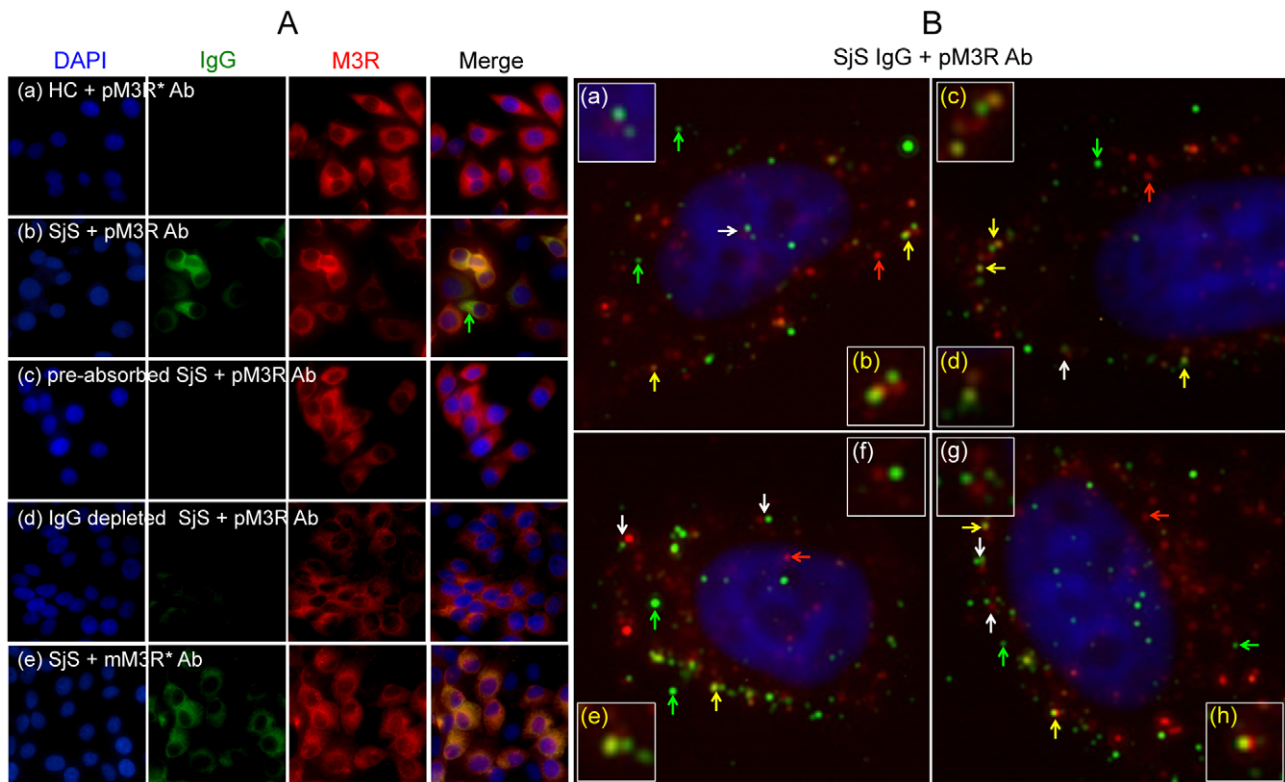 A
B
DAPI IgG M3R Merge
SjS IgG + pM3R Ab
(a) HC + pM3R* Ab
(b) SjS + pM3R Ab
(c) pre-absorbed SjS + pM3R Ab
(d) IgG depleted SjS + pM3R Ab
(e) SjS + mM3R* Ab
(a)
(c)
(b)
(d)
(f)
(g)
(e)
(h)